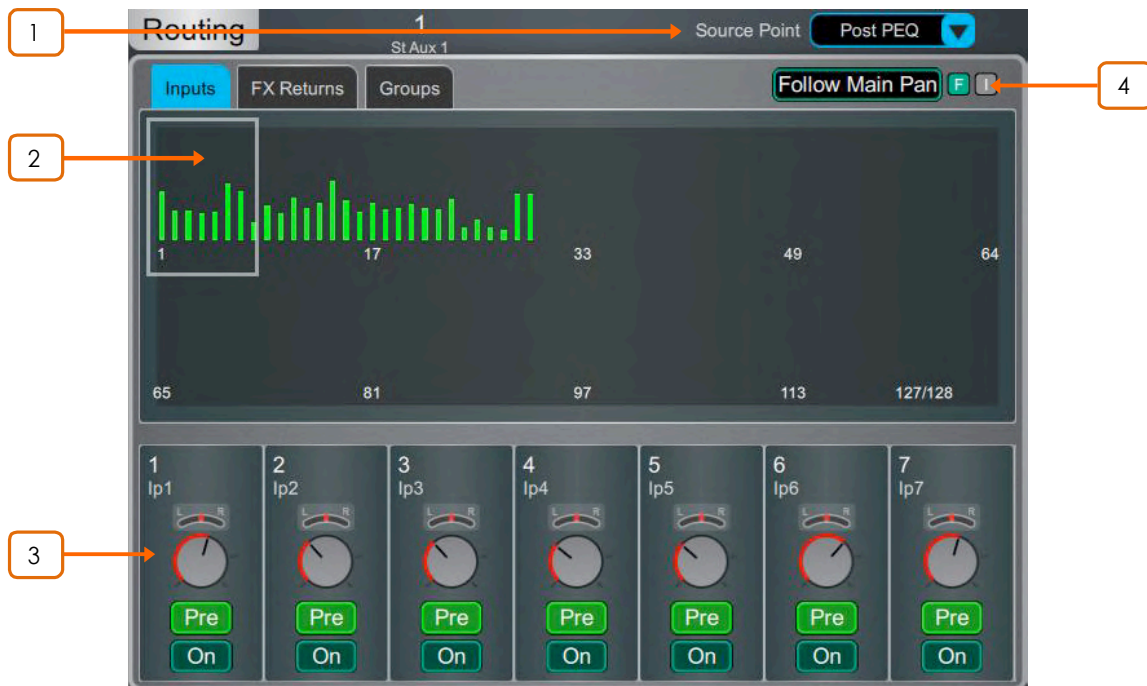 1
Routing
1
St Aux 1
Source Point
Post PEQ
Inputs
FX Returns
Groups
Follow Main Pan
F
I
4
2
1
17
33
49
64
65
81
97
113
127/128
3
1
Ip1
L R
Pre
On
2
Ip2
L R
Pre
On
3
Ip3
L R
Pre
On
4
Ip4
L R
Pre
On
5
Ip5
L R
Pre
On
6
Ip6
L R
Pre
On
7
Ip7
L R
Pre
On